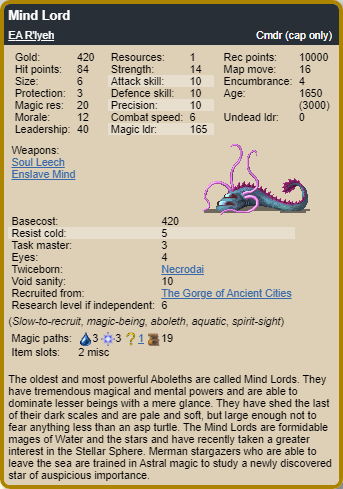 Mind Lord
EA R'lyeh Cmdr (cap only)
Gold: 420 Resources: 1 Rec points: 10000
Hit points: 84 Strength: 14 Map move: 16
Size: 6 Attack skill: 10 Encumbrance: 4
Protection: 3 Defence skill: 10 Age: 1650
Magic res: 20 Precision: 10 (3000)
Morale: 12 Combat speed: 6 Undead ldr: 0
Leadership: 40 Magic ldr: 165
Weapons:
Soul Leech
Enslave Mind
Basecost: 420
Resist cold: 5
Task master: 3
Eyes: 4
Twiceborn: Necrodai
Void sanity: 10
Recruited from: The Gorge of Ancient Cities
Research level if independent: 6
(Slow-to-recruit, magic-being, aboleth, aquatic, spirit-sight)
Magic paths: 3 3 ? 1 19
Item slots: 2 misc
The oldest and most powerful Aboleths are called Mind Lords. They
have tremendous magical and mental powers and are able to
dominate lesser beings with a mere glance. They have shed the last
of their dark scales and are pale and soft, but large enough not to
fear anything less than an asp turtle. The Mind Lords are formidable
mages of Water and the stars and have recently taken a greater
interest in the Stellar Sphere. Merman stargazers who are able to
leave the sea are trained in Astral magic to study a newly discovered
star of auspicious importance.